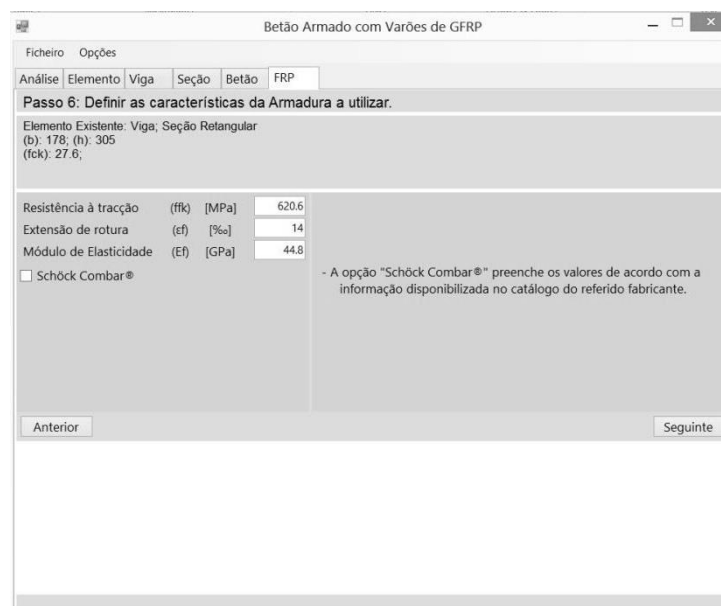 Betão Armado com Varões de GFRP
Ficheiro Opções
Análise Elemento Viga Seção Betão FRP
Passo 6: Definir as características da Armadura a utilizar.
Elemento Existente: Viga; Seção Retangular
(b): 178; (h): 305
(fck): 27.6;
Resistência à tracção (ffk) [MPa] 620.6
Extensão de rotura (εf) [‰] 14
Módulo de Elasticidade (Ef) [GPa] 44.8
Schöck Combar®
- A opção "Schöck Combar®" preenche os valores de acordo com a
informação disponibilizada no catálogo do referido fabricante.
Anterior Seguinte